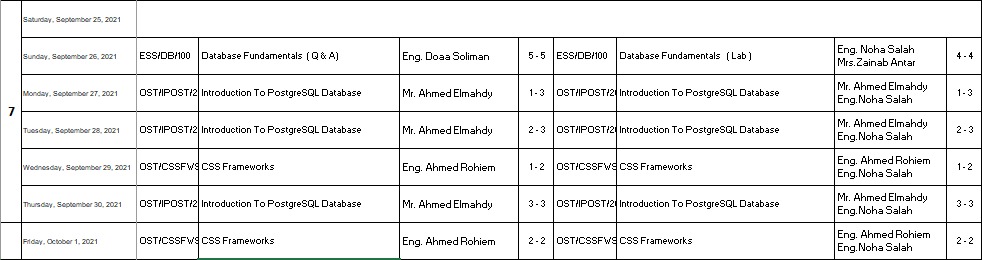 Saturday, September 25, 2021
Sunday, September 26, 2021 ESS/DB/100 Database Fundamentals ( Q & A) Eng. Doaa Soliman 5 - 5 ESS/DB/100 Database Fundamentals ( Lab ) Eng. Noha Salah 4 - 4
Mrs.Zainab Antar
7
Monday, September 27, 2021 OST/IPOST/2 Introduction To PostgreSQL Database Mr. Ahmed Elmahdy 1 - 3 OST/IPOST/20 Introduction To PostgreSQL Database Mr. Ahmed Elmahdy 1 - 3
Eng.Noha Salah
Tuesday, September 28, 2021 OST/IPOST/2 Introduction To PostgreSQL Database Mr. Ahmed Elmahdy 2 - 3 OST/IPOST/20 Introduction To PostgreSQL Database Mr. Ahmed Elmahdy 2 - 3
Eng.Noha Salah
Wednesday, September 29, 2021 OST/CSSFWS CSS Frameworks Eng. Ahmed Rohiem 1 - 2 OST/CSSFWS CSS Frameworks Eng. Ahmed Rohiem 1 - 2
Eng.Noha Salah
Thursday, September 30, 2021 OST/IPOST/2 Introduction To PostgreSQL Database Mr. Ahmed Elmahdy 3 - 3 OST/IPOST/20 Introduction To PostgreSQL Database Mr. Ahmed Elmahdy 3 - 3
Eng.Noha Salah
Friday, October 1, 2021 OST/CSSFWS CSS Frameworks Eng. Ahmed Rohiem 2 - 2 OST/CSSFWS CSS Frameworks Eng. Ahmed Rohiem 2 - 2
Eng.Noha Salah